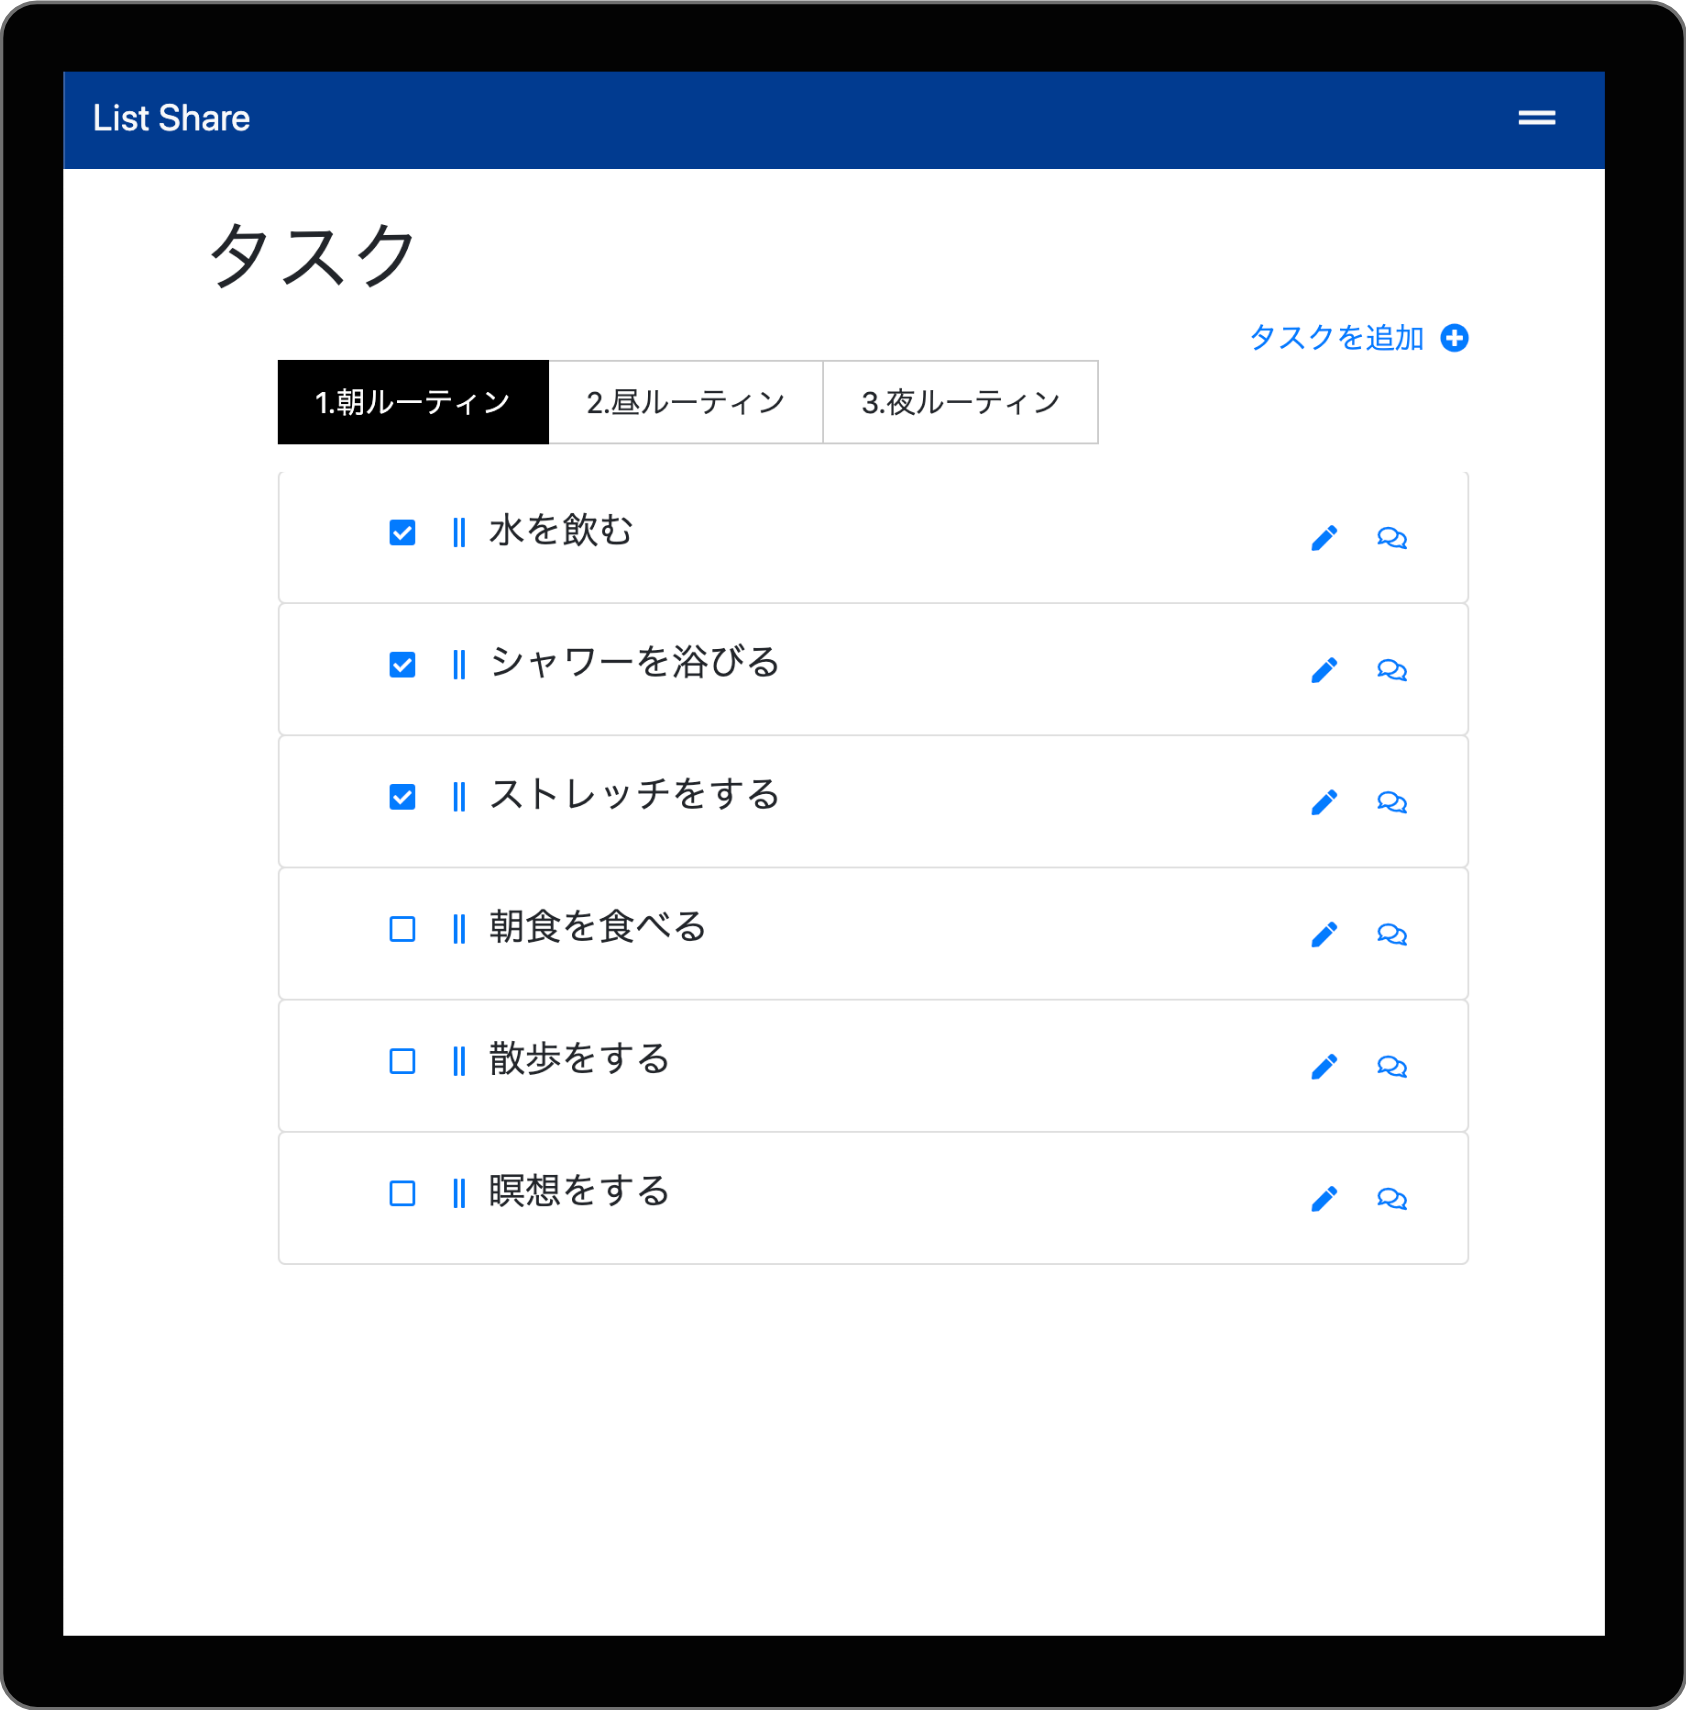 List Share
タスク
タスクを追加
1.朝ルーティン 2.昼ルーティン 3.夜ルーティン
水を飲む
シャワーを浴びる
ストレッチをする
朝食を食べる
散歩をする
瞑想をする